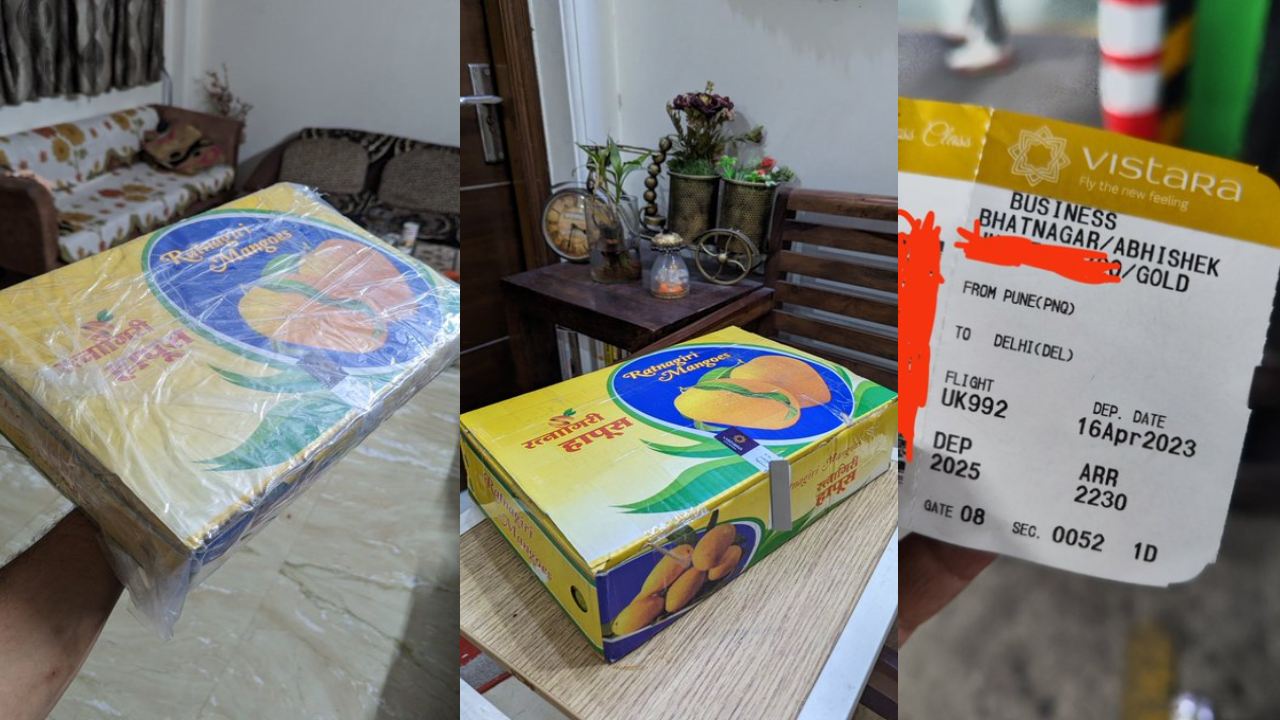 Ratnagiri
Mangoes
रत्नागिरी
हापूस
Ratnagiri
Mangoes
रत्नागिरी
हापूस
Ratnagiri
Mangoes
Ratnagiri Mangoes
रत्नागिरी
हापूस
Class
VISTARA
Fly the new feeling
BUSINESS
BHATNAGAR/ABHISHEK
/GOLD
FROM PUNE(PNQ)
TO DELHI(DEL)
FLIGHT
UK992
DEP. DATE
16Apr2023
DEP
2025
ARR
2230
GATE 08 SEC. 0052 1D